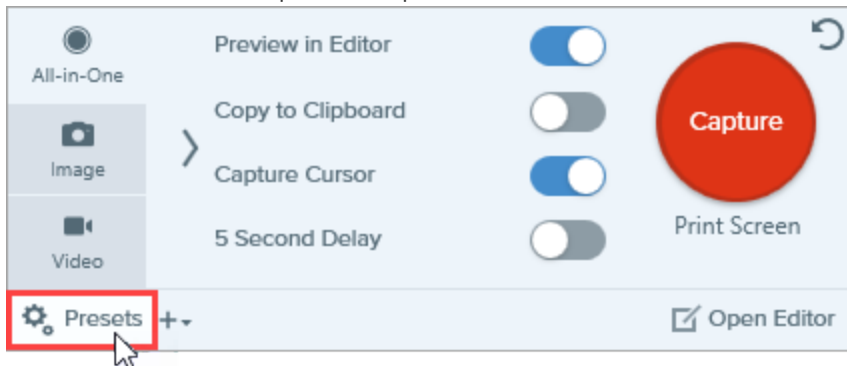 All-in-One
Image
Video
Preview in Editor
Copy to Clipboard
Capture Cursor
5 Second Delay
Capture
Print Screen
Presets
Open Editor